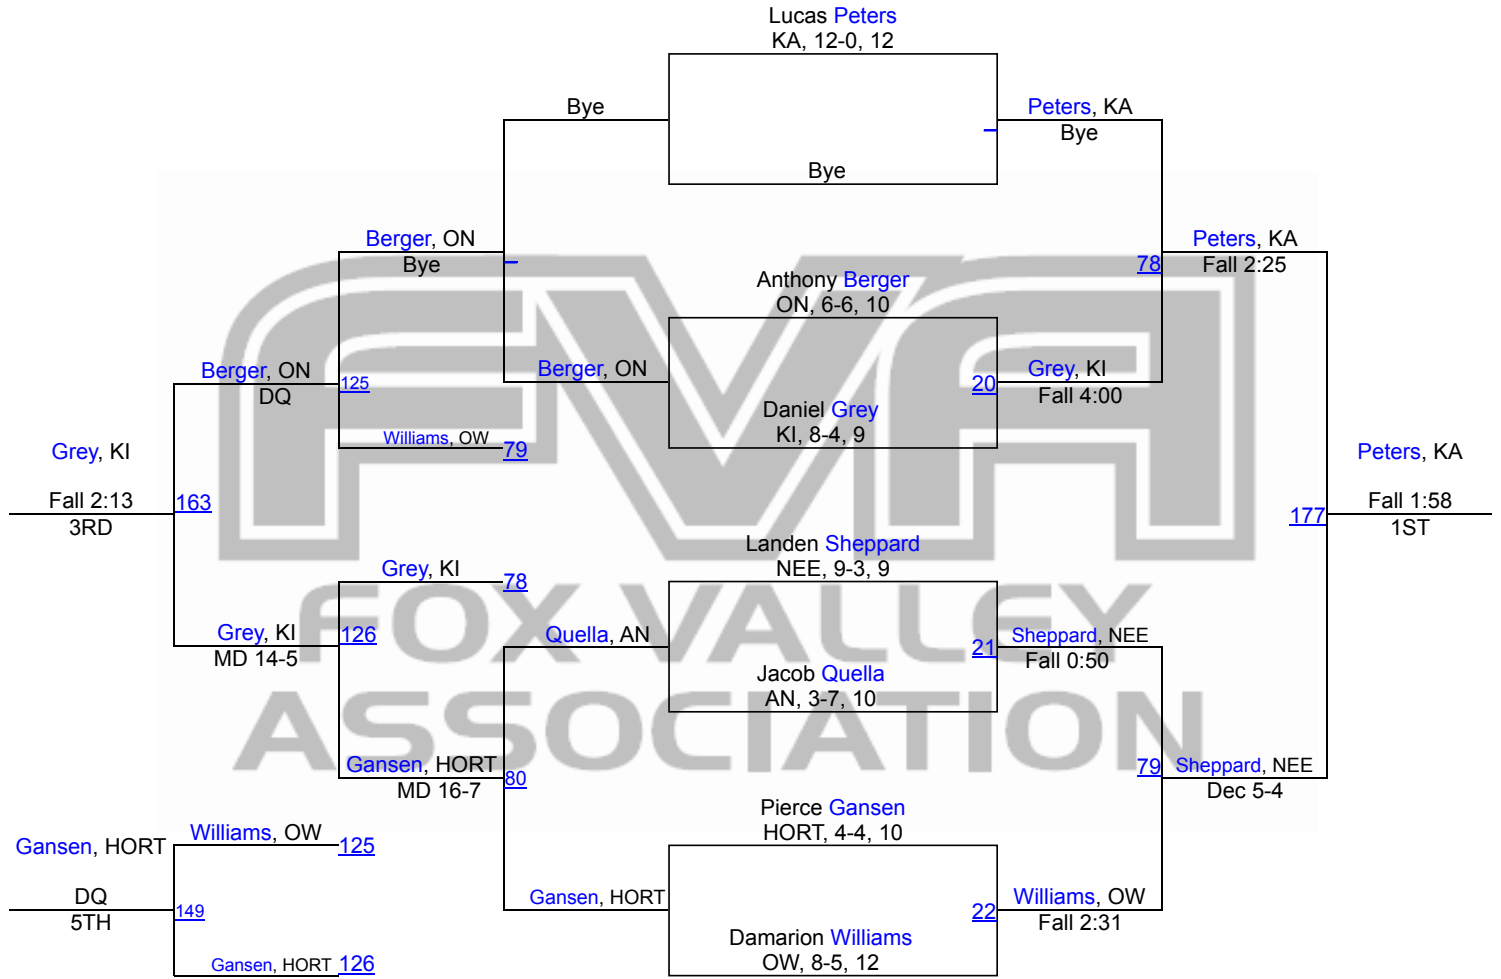 Lucas Peters
KA, 12-0, 12
Bye
Peters, KA
Bye
Bye
Berger, ON
Bye
Peters, KA
78
Fall 2:25
Anthony Berger
ON, 6-6, 10
Berger, ON
125
DQ
Berger, ON
20
Grey, KI
Fall 4:00
Daniel Grey
KI, 8-4, 9
Williams, OW
79
Grey, KI
Peters, KA
Fall 2:13
163
3RD
177
Fall 1:58
1ST
Landen Sheppard
NEE, 9-3, 9
Grey, KI
78
FVA
FOX VALLEY
ASSOCIATION
Grey, KI
126
MD 14-5
Quella, AN
21
Sheppard, NEE
Fall 0:50
Jacob Quella
AN, 3-7, 10
Gansen, HORT
80
MD 16-7
79
Sheppard, NEE
Dec 5-4
Pierce Gansen
HORT, 4-4, 10
Gansen, HORT
Williams, OW
125
DQ
149
5TH
Gansen, HORT
22
Williams, OW
Fall 2:31
Damarion Williams
OW, 8-5, 12
Gansen, HORT
126